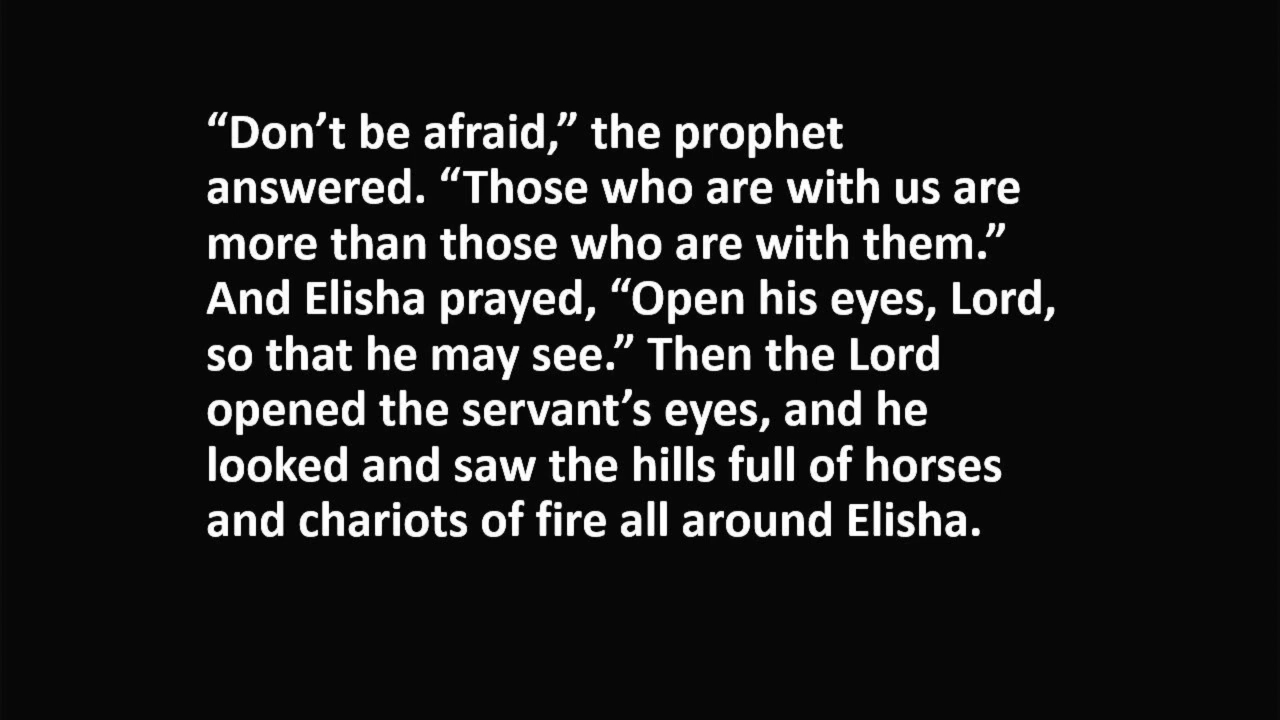 “Don’t be afraid,” the prophet
answered. “Those who are with us are
more than those who are with them.”
And Elisha prayed, “Open his eyes, Lord,
so that he may see.” Then the Lord
opened the servant’s eyes, and he
looked and saw the hills full of horses
and chariots of fire all around Elisha.